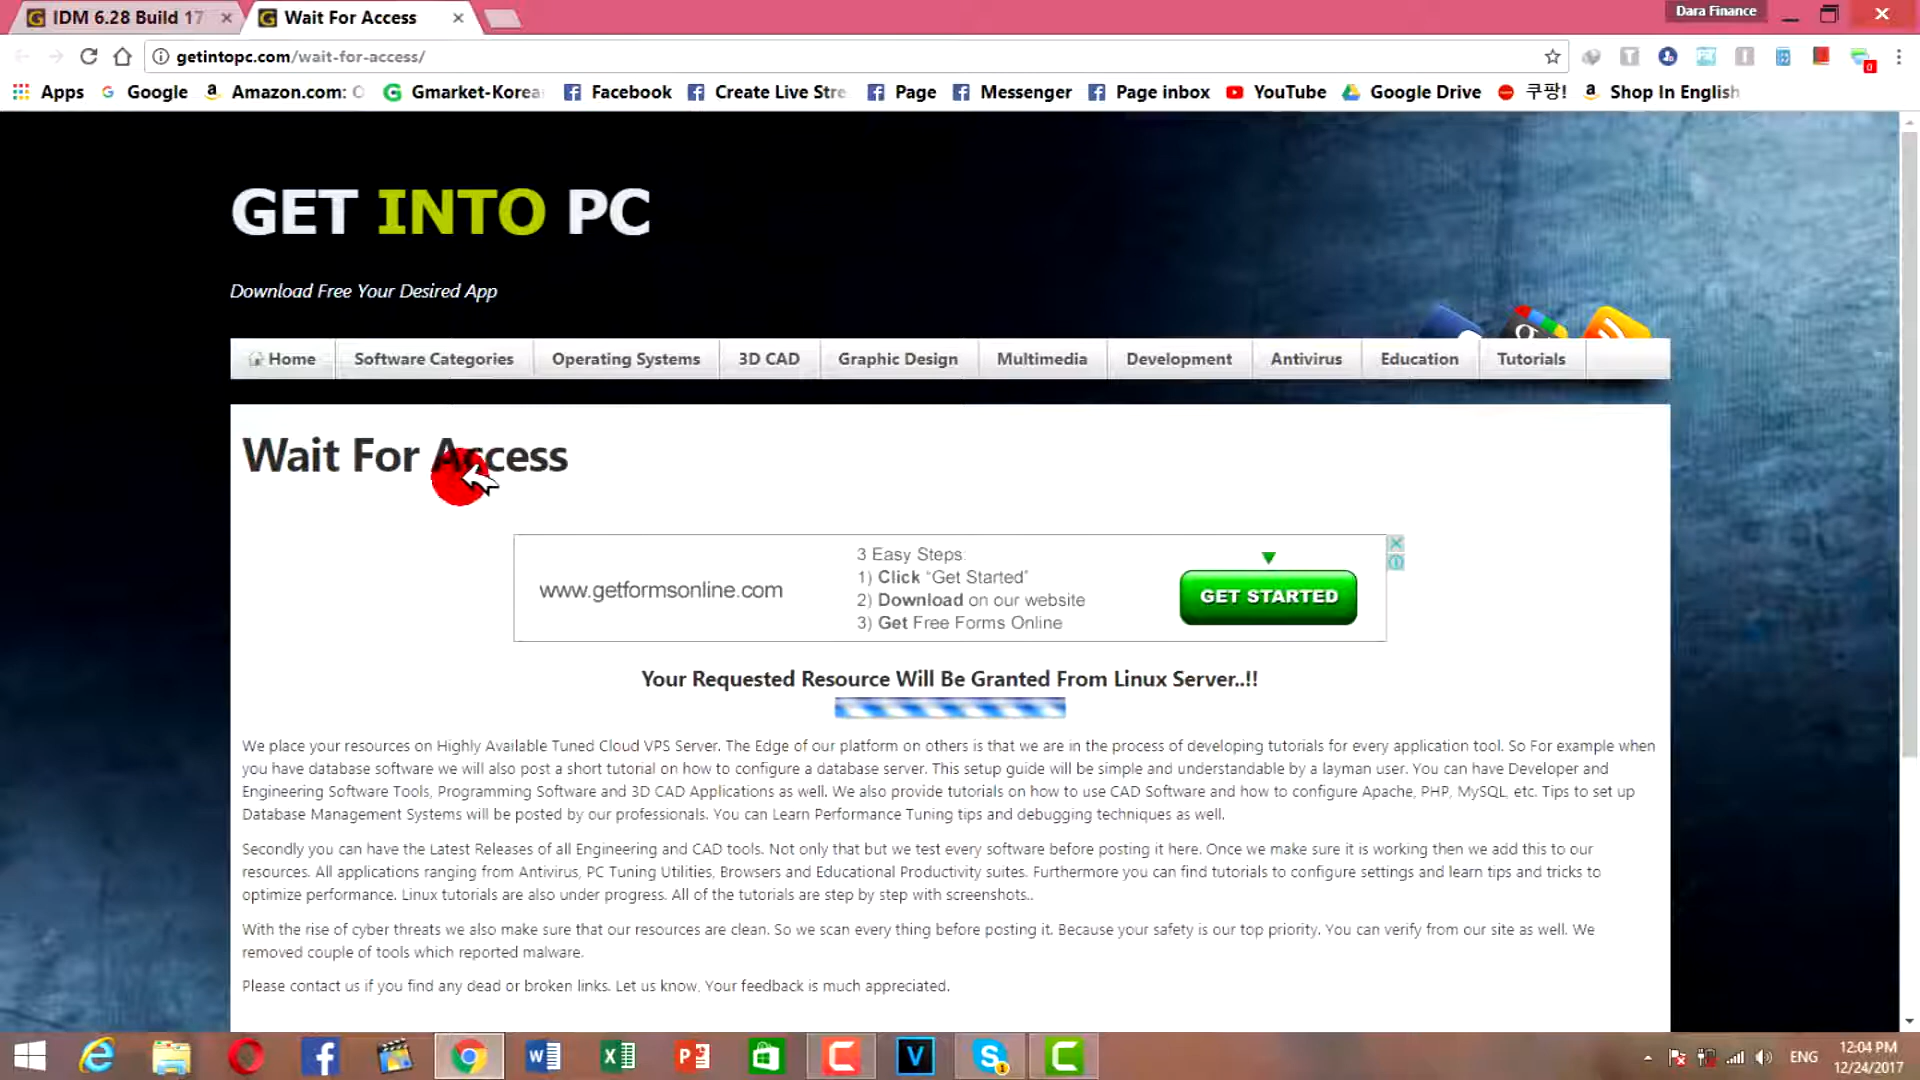 IDM 6.28 Build 17
Wait For Access
Dara Finance
getintopc.com/wait-for-access/
Apps
Google
Amazon.com: O
Gmarket-Korea
Facebook
Create Live Stre
Page
Messenger
Page inbox
YouTube
Google Drive
쿠팡!
Shop In English
GET INTO PC
Download Free Your Desired App
Home
Software Categories
Operating Systems
3D CAD
Graphic Design
Multimedia
Development
Antivirus
Education
Tutorials
Wait For Access
www.getformsonline.com
3 Easy Steps:
1) Click “Get Started”
2) Download on our website
3) Get Free Forms Online
GET STARTED
Your Requested Resource Will Be Granted From Linux Server..!!
We place your resources on Highly Available Tuned Cloud VPS Server. The Edge of our platform on others is that we are in the process of developing tutorials for every application tool. So For example when
you have database software we will also post a short tutorial on how to configure a database server. This setup guide will be simple and understandable by a layman user. You can have Developer and
Engineering Software Tools, Programming Software and 3D CAD Applications as well. We also provide tutorials on how to use CAD Software and how to configure Apache, PHP, MySQL, etc. Tips to set up
Database Management Systems will be posted by our professionals. You can Learn Performance Tuning tips and debugging techniques as well.
Secondly you can have the Latest Releases of all Engineering and CAD tools. Not only that but we test every software before posting it here. Once we make sure it is working then we add this to our
resources. All applications ranging from Antivirus, PC Tuning Utilities, Browsers and Educational Productivity suites. Furthermore you can find tutorials to configure settings and learn tips and tricks to
optimize performance. Linux tutorials are also under progress. All of the tutorials are step by step with screenshots..
With the rise of cyber threats we also make sure that our resources are clean. So we scan every thing before posting it. Because your safety is our top priority. You can verify from our site as well. We
removed couple of tools which reported malware.
Please contact us if you find any dead or broken links. Let us know. Your feedback is much appreciated.
ENG
12:04 PM
12/24/2017